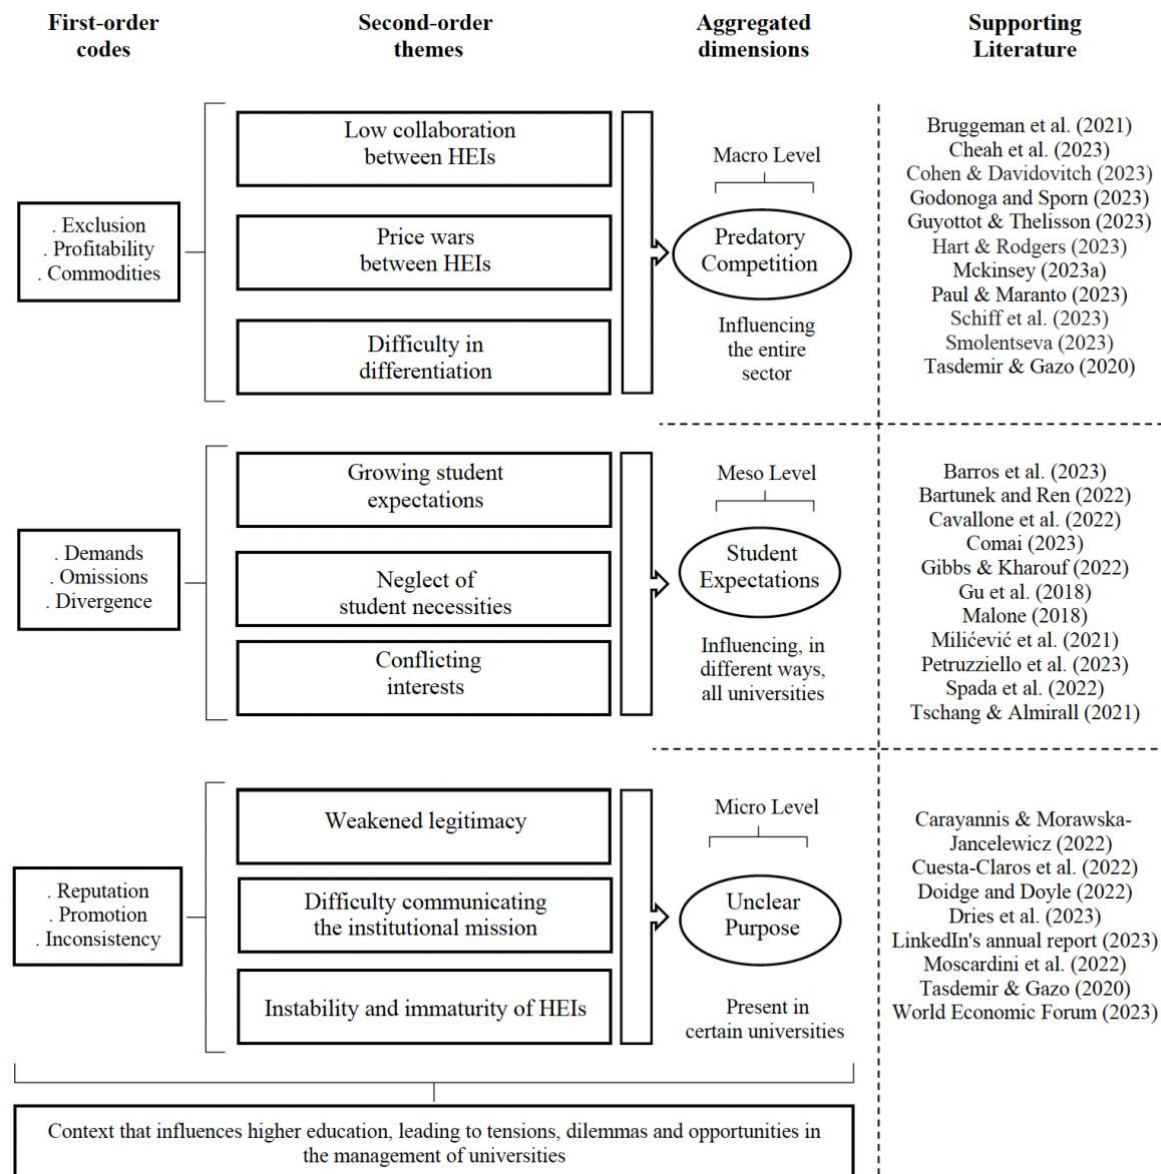 First-order
codes
Second-order
themes
Aggregated
dimensions
Supporting
Literature
. Exclusion
. Profitability
. Commodities
Low collaboration
between HEIs
Price wars
between HEIs
Difficulty in
differentiation
Macro Level
Predatory
Competition
Influencing
the entire
sector
Bruggeman et al. (2021)
Cheah et al. (2023)
Cohen & Davidovitch (2023)
Godonoga and Sporn (2023)
Guyottot & Thelisson (2023)
Hart & Rodgers (2023)
Mckinsey (2023a)
Paul & Maranto (2023)
Schiff et al. (2023)
Smolentseva (2023)
Tasdemir & Gazo (2020)
. Demands
. Omissions
. Divergence
Growing student
expectations
Neglect of
student necessities
Conflicting
interests
Meso Level
Student
Expectations
Influencing, in
different ways,
all universities
Barros et al. (2023)
Bartunek and Ren (2022)
Cavallone et al. (2022)
Comai (2023)
Gibbs & Kharouf (2022)
Gu et al. (2018)
Malone (2018)
Milićević et al. (2021)
Petruzziello et al. (2023)
Spada et al. (2022)
Tschang & Almirall (2021)
. Reputation
. Promotion
. Inconsistency
Weakened legitimacy
Difficulty communicating
the institutional mission
Instability and immaturity of HEIs
Micro Level
Unclear
Purpose
Present in
certain universities
Carayannis & Morawska-
Jancelewicz (2022)
Cuesta-Claros et al. (2022)
Doidge and Doyle (2022)
Dries et al. (2023)
LinkedIn's annual report (2023)
Moscardini et al. (2022)
Tasdemir & Gazo (2020)
World Economic Forum (2023)
Context that influences higher education, leading to tensions, dilemmas and opportunities in
the management of universities